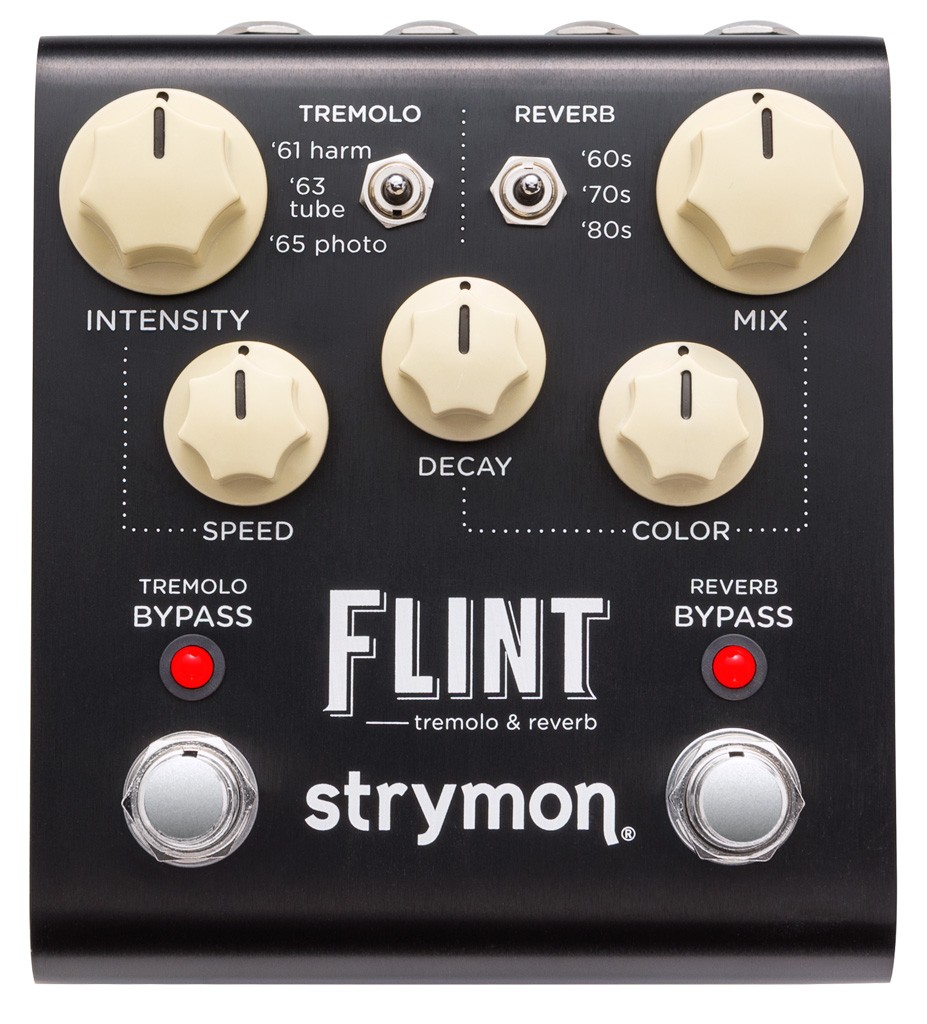 TREMOLO
‘61 harm
‘63
tube
‘65 photo
REVERB
‘60s
‘70s
‘80s
INTENSITY
MIX
DECAY
SPEED
COLOR
TREMOLO
BYPASS
REVERB
BYPASS
FLINT
tremolo & reverb
strymon®